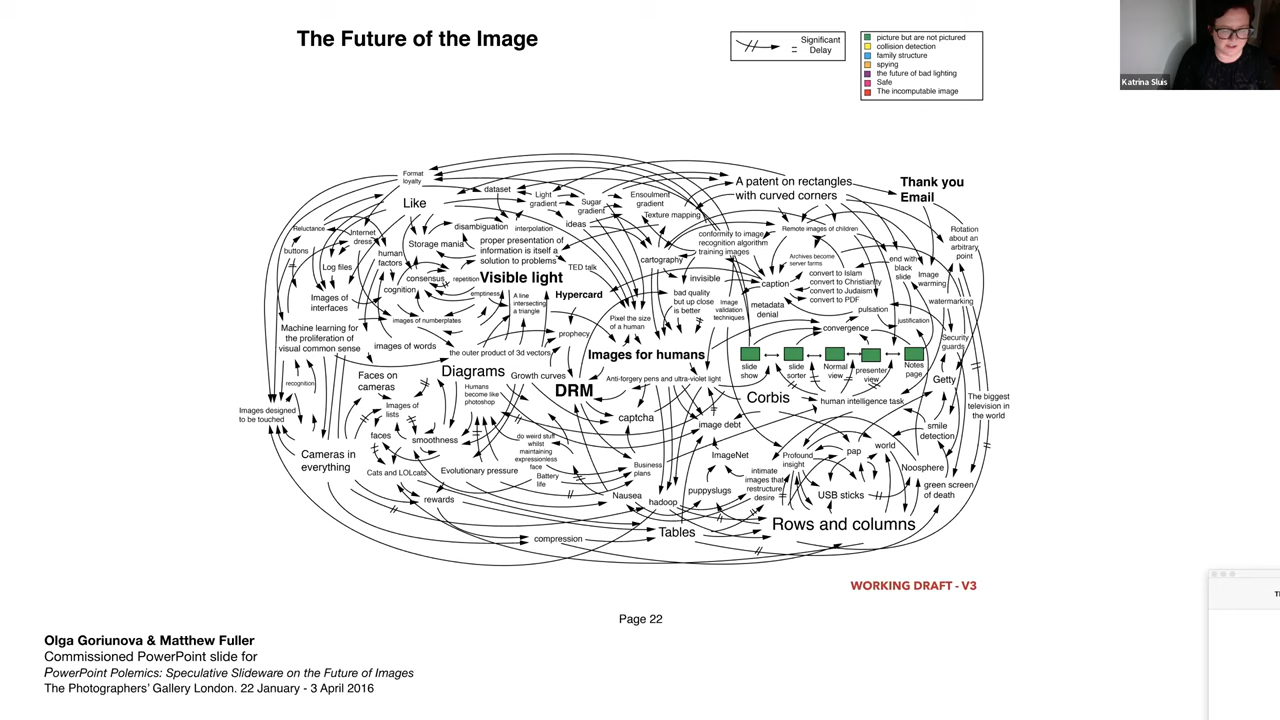 The Future of the Image
Significant
Delay
picture but are not pictured
collision detection
family structure
spying
the future of bad lighting
Safe
The incomputable image
Katrina Sluis
Format
loyalty
Like
dataset
Light
gradient
Sugar
gradient
Ensoulment
gradient
Texture mapping
A patent on rectangles
with curved corners
Thank you
Email
Reluctance
Internet
dress
buttons
Log files
human
factors
Storage mania
disambiguation
interpolation
ideas
proper presentation of
information is itself a
solution to problems
TED talk
cartography
conformity to image
recognition algorithm
training images
Remote images of children
Rotation
about an
arbitrary
point
Archives become
server farms
end with
black
slide
Image
warming
convert to Islam
convert to Christianity
convert to Judaism
convert to PDF
caption
invisible
consensus
repetition
Visible light
cognition
emptiness
A line
intersecting
a triangle
Hypercard
bad quality
but up close
is better
Image
validation
techniques
metadata
denial
pulsation
watermarking
justification
Images of
interfaces
images of numberplates
Pixel the size
of a human
convergence
Machine learning for
the proliferation of
visual common sense
images of words
prophecy
the outer product of 3d vectors
Images for humans
slide
show
slide
sorter
Normal
view
presenter
view
Notes
page
Security
guards
Getty
recognition
Faces on
cameras
Diagrams
Growth curves
DRM
Anti-forgery pens and ultra-violet light
Corbis
human intelligence task
The biggest
television in
the world
Humans
become like
photoshop
Images designed
to be touched
Images of
lists
captcha
image debt
smile
detection
faces
smoothness
do weird stuff
whilst
maintaining
expressionless
face
Cameras in
everything
Cats and LOLcats
Evolutionary pressure
Battery
life
Business
plans
ImageNet
Profound
insight
pap
world
Noosphere
intimate
images that
restructure
desire
green screen
of death
rewards
Nausea
hadoop
puppyslugs
USB sticks
compression
Tables
Rows and columns
WORKING DRAFT - V3
Page 22
Olga Goriunova & Matthew Fuller
Commissioned PowerPoint slide for
PowerPoint Polemics: Speculative Slideware on the Future of Images
The Photographers' Gallery London. 22 January - 3 April 2016